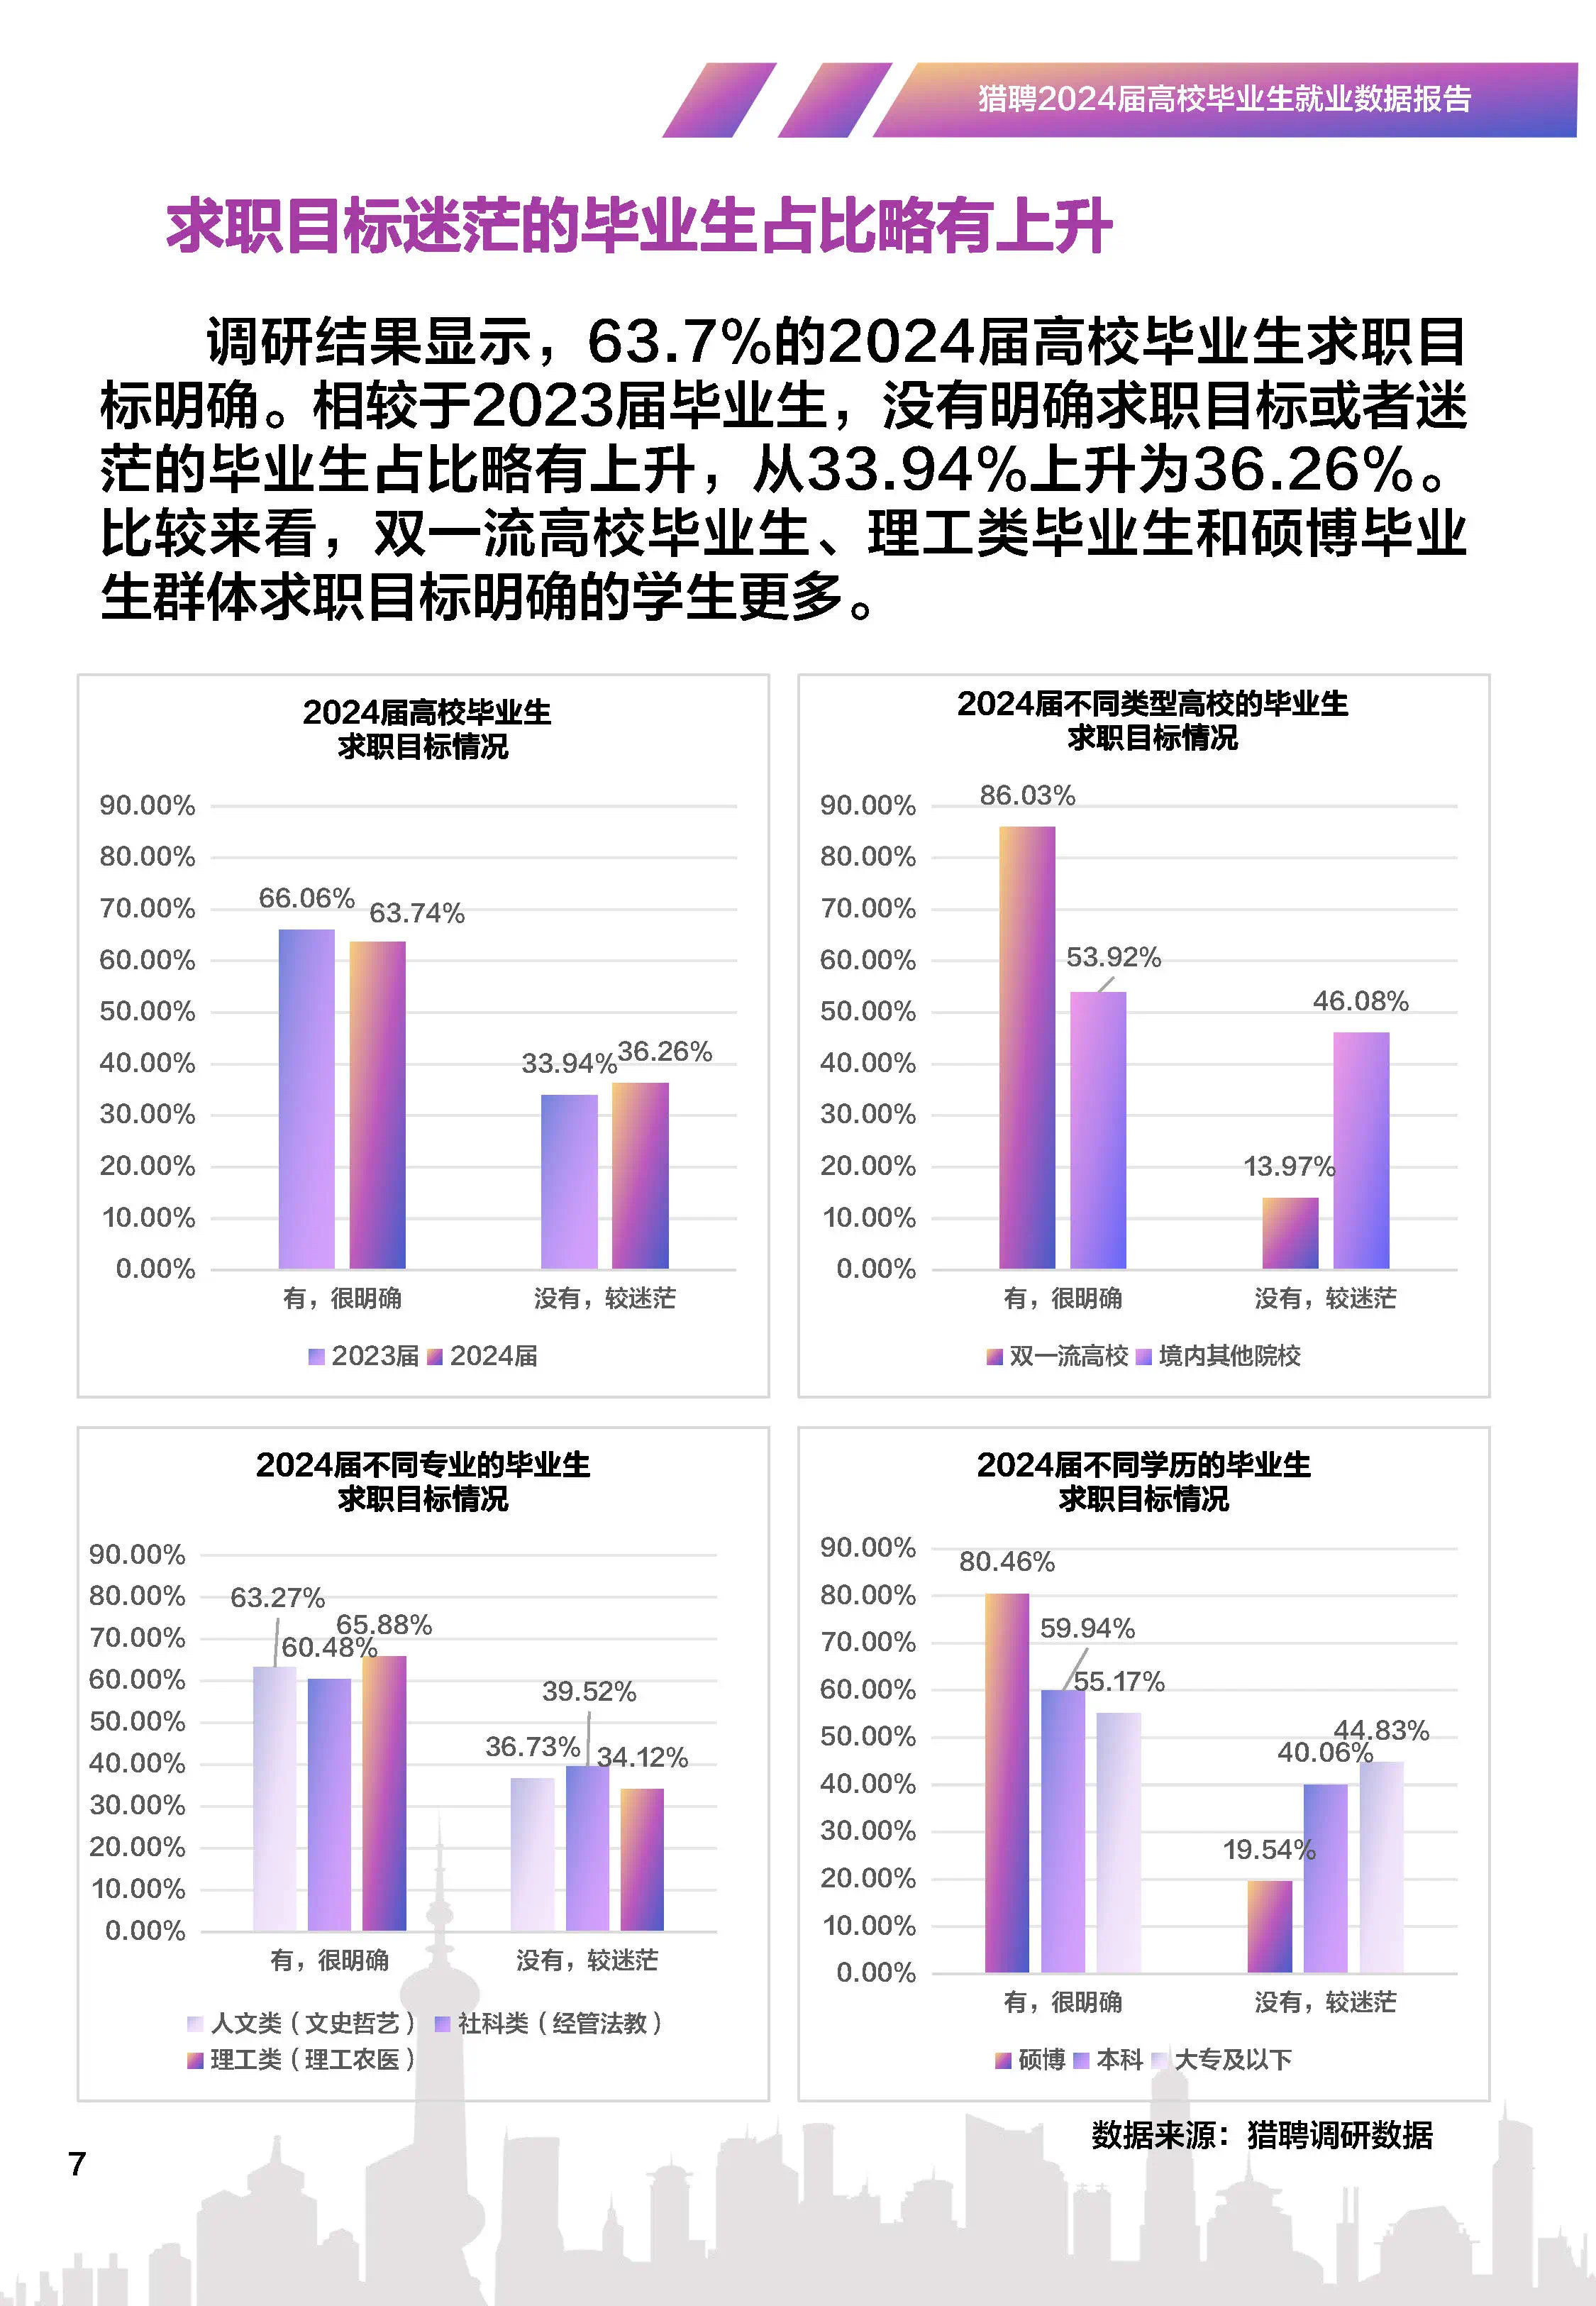 猎聘2024届高校毕业生就业数据报告
求职目标迷茫的毕业生占比略有上升
调研结果显示，63.7%的2024届高校毕业生求职目
标明确。相较于2023届毕业生，没有明确求职目标或者迷
茫的毕业生占比略有上升，从33.94%上升为36.26%。
比较来看，双一流高校毕业生、理工类毕业生和硕博毕业
生群体求职目标明确的学生更多。
2024届高校毕业生
求职目标情况
90.00%
80.00%
70.00%
60.00%
50.00%
40.00%
30.00%
20.00%
10.00%
0.00%
66.06%
63.74%
33.94%
36.26%
有，很明确
没有，较迷茫
2023届 2024届
2024届不同类型高校的毕业生
求职目标情况
90.00%
80.00%
70.00%
60.00%
50.00%
40.00%
30.00%
20.00%
10.00%
0.00%
86.03%
53.92%
13.97%
46.08%
有，很明确
没有，较迷茫
双一流高校 境内其他院校
2024届不同专业的毕业生
求职目标情况
90.00%
80.00%
70.00%
60.00%
50.00%
40.00%
30.00%
20.00%
10.00%
0.00%
63.27%
60.48%
65.88%
36.73%
39.52%
34.12%
有，很明确
没有，较迷茫
人文类（文史哲艺） 社科类（经管法教）
理工类（理工农医）
2024届不同学历的毕业生
求职目标情况
90.00%
80.00%
70.00%
60.00%
50.00%
40.00%
30.00%
20.00%
10.00%
0.00%
80.46%
59.94%
55.17%
19.54%
40.06%
44.83%
有，很明确
没有，较迷茫
硕博 本科 大专及以下
数据来源：猎聘调研数据
7